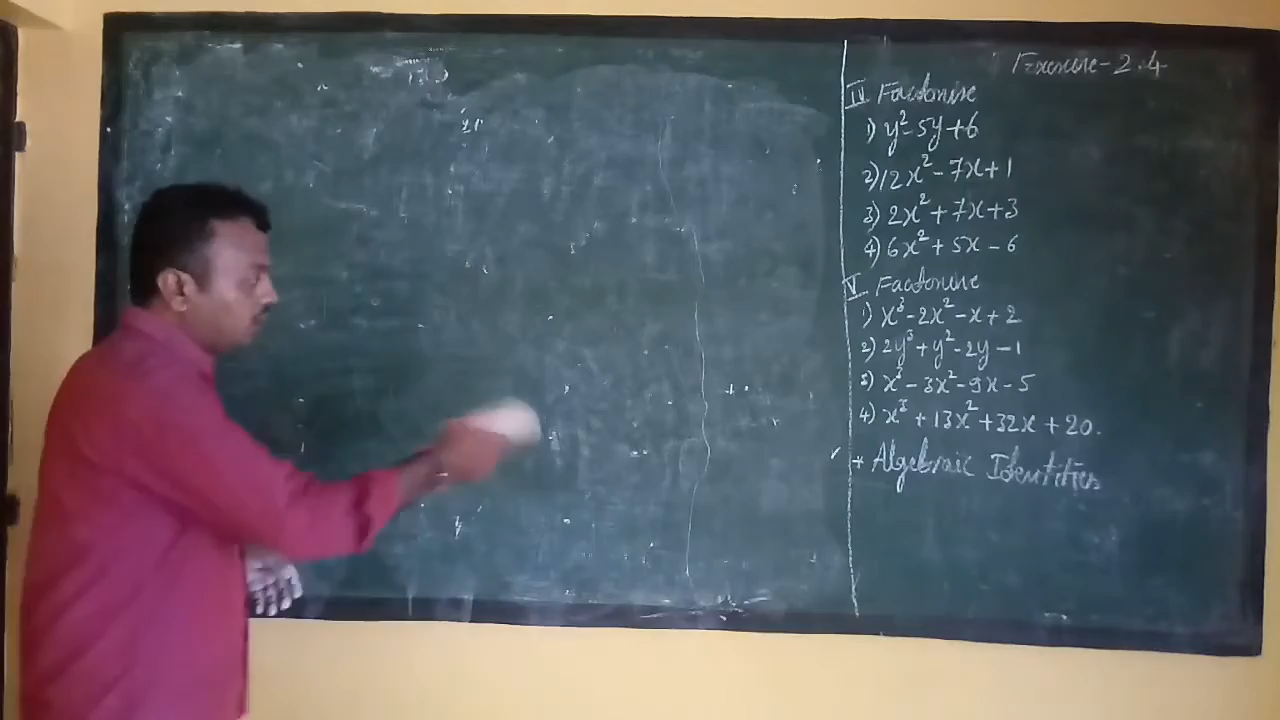 Exercise-2.4
IV Factorise
1) y²-5y+6
2) 12x²-7x+1
3) 2x²+7x+3
4) 6x²+5x-6
V. Factorise
1) x³-2x²-x+2
2) 2y³+y²-2y-1
3) x³-3x²-9x-5
4) x³+13x²+32x+20.
* Algebraic Identities